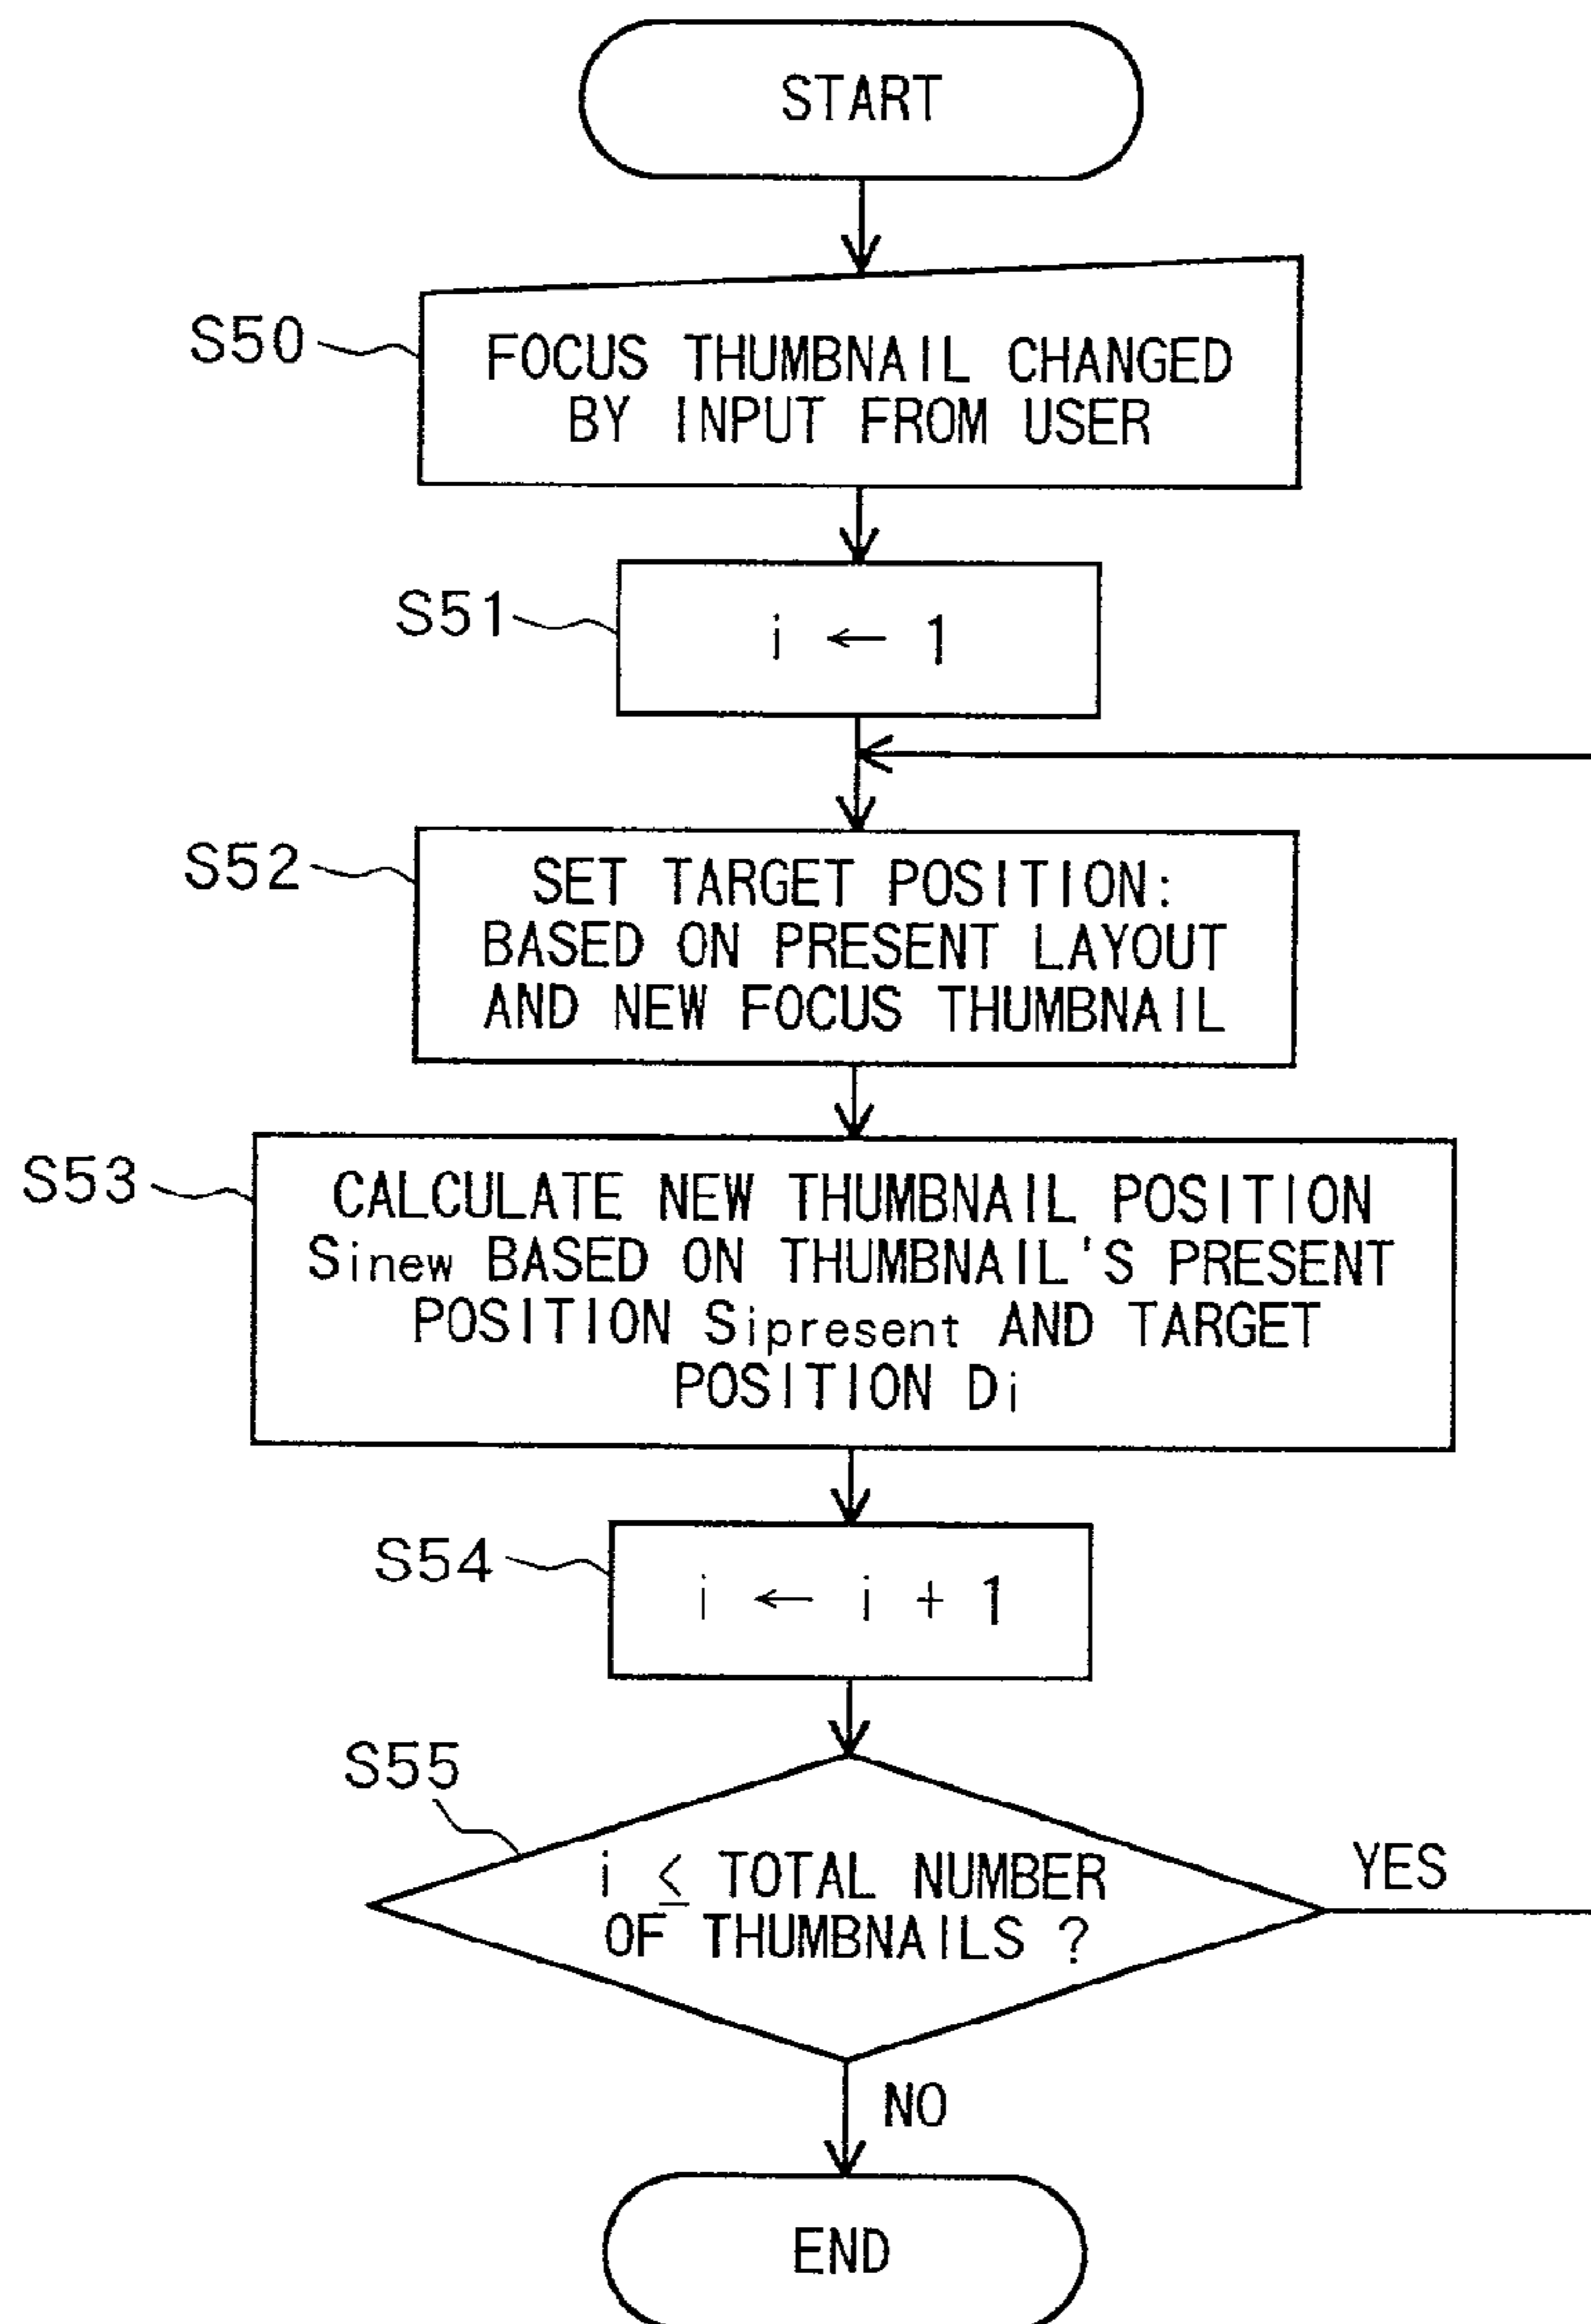 START
S50
FOCUS THUMBNAIL CHANGED
BY INPUT FROM USER
S51
i ← 1
S52
SET TARGET POSITION:
BASED ON PRESENT LAYOUT
AND NEW FOCUS THUMBNAIL
S53
CALCULATE NEW THUMBNAIL POSITION
Sinew BASED ON THUMBNAIL'S PRESENT
POSITION Sipresent AND TARGET
POSITION Di
S54
i ← i + 1
S55
i ≤ TOTAL NUMBER
OF THUMBNAILS ?
YES
NO
END